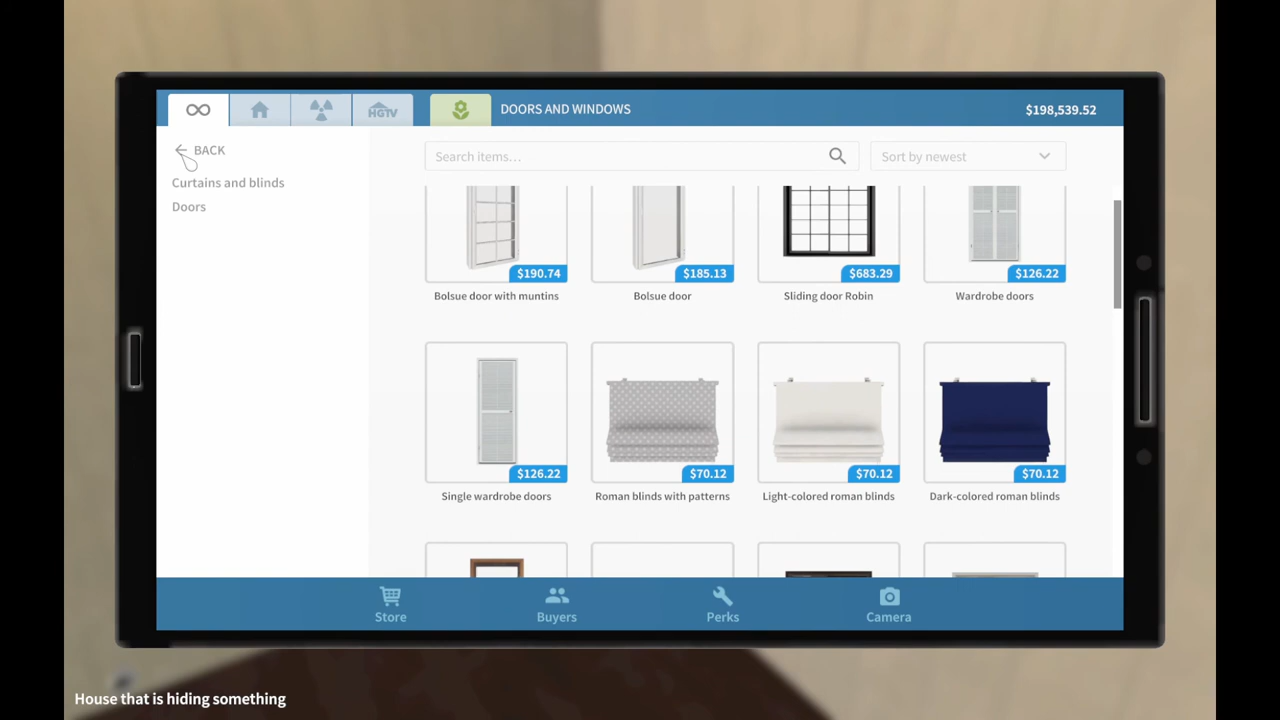 HGTV
DOORS AND WINDOWS
$198,539.52
BACK
Curtains and blinds
Doors
Search items...
Sort by newest
$190.74
$185.13
$683.29
$126.22
Bolsue door with muntins
Bolsue door
Sliding door Robin
Wardrobe doors
$126.22
$70.12
$70.12
$70.12
Single wardrobe doors
Roman blinds with patterns
Light-colored roman blinds
Dark-colored roman blinds
Store
Buyers
Perks
Camera
House that is hiding something